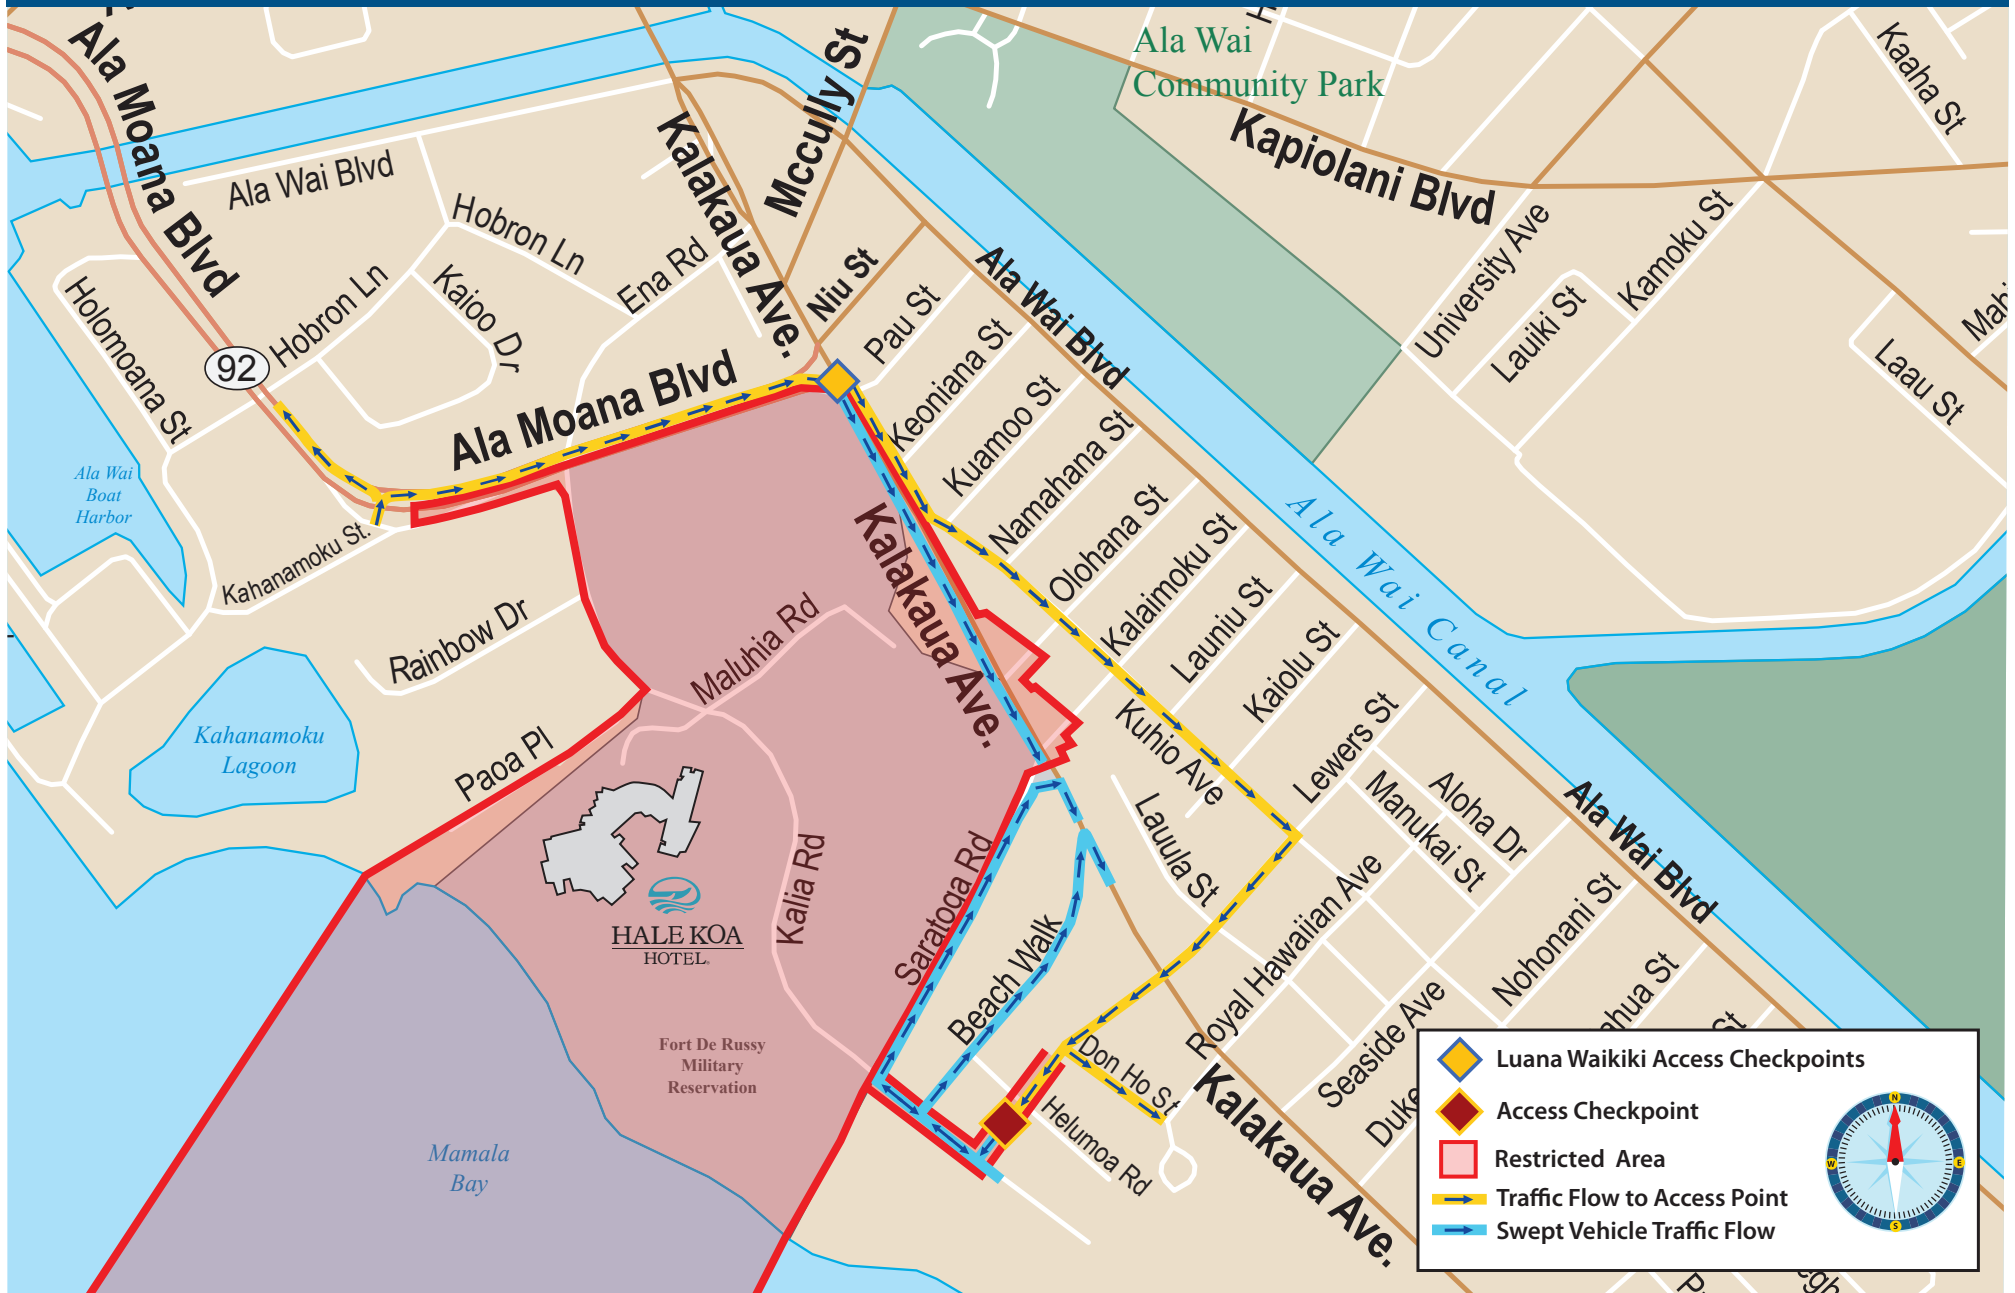 Ala Moana Blvd
Mccully St
Ala Wai
Community Park
Kaaha St
Kalakaua Ave.
Kapiolani Blvd
Ala Wai Blvd
Hobron Ln
University Ave
Kamoku St
Ena Rd
Niu St
Ala Wai Blvd
Holomoana St
Hobron Ln
Kaioo Dr
Pau St
Lauiki St
92
Keoniana St
Laau St
Ala Moana Blvd
Kuamoo St
Namahana St
Ala Wai
Boat
Harbor
Kahanamoku St.
Olohana St
Kalaimoku St
Ala Wai Canal
Kalakaua Ave.
Launiu St
Rainbow Dr
Maluhia Rd
Kaiolu St
Kahanamoku
Lagoon
Paoa Pl
Kuhio Ave
Lewers St
Aloha Dr
Manukai St
Ala Wai Blvd
Lauula St
Kalia Rd
Saratoga Rd
Royal Hawaiian Ave
Nohonani St
HALE KOA
HOTEL
Beach Walk
Seaside Ave
ahua St
St
Fort De Russy
Military
Reservation
Don Ho St
Helumoa Rd
Kalakaua Ave.
Duke
Mamala
Bay
Luana Waikiki Access Checkpoints
Access Checkpoint
Restricted Area
Traffic Flow to Access Point
Swept Vehicle Traffic Flow
N
W
E
S